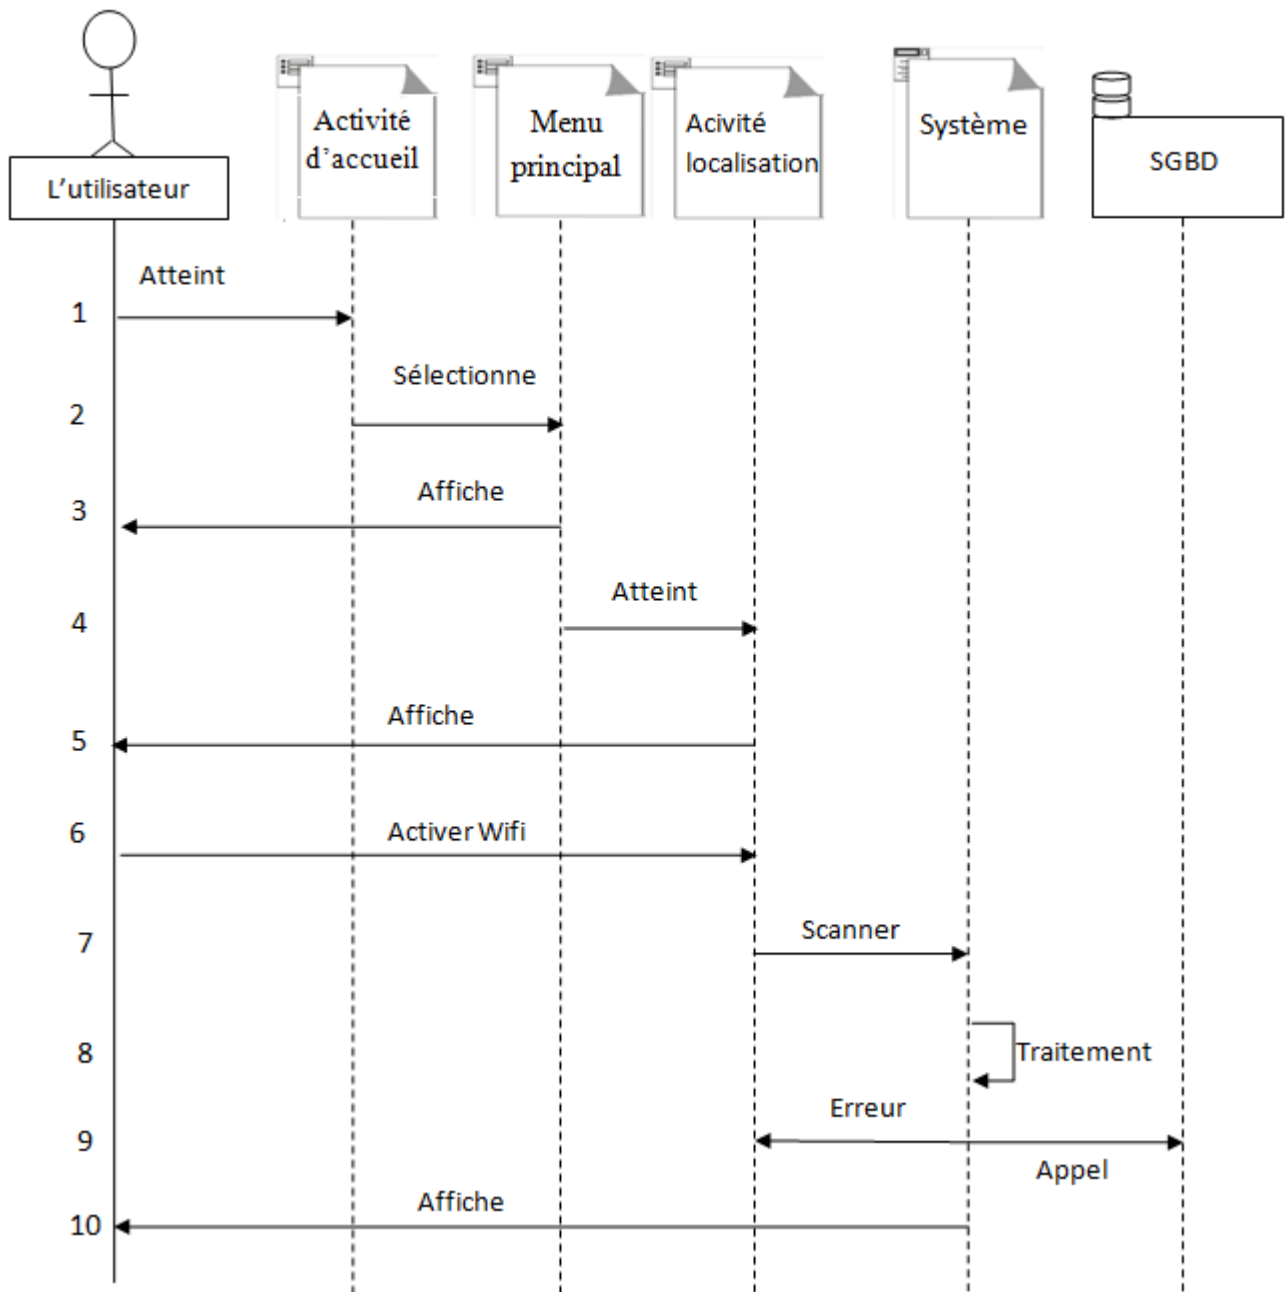 L'utilisateur
Activité
d'accueil
Menu
principal
Acivité
localisation
Système
SGBD
Atteint
1
Sélectionne
2
Affiche
3
Atteint
4
Affiche
5
Activer Wifi
6
Scanner
7
Traitement
8
Erreur
9
Appel
Affiche
10